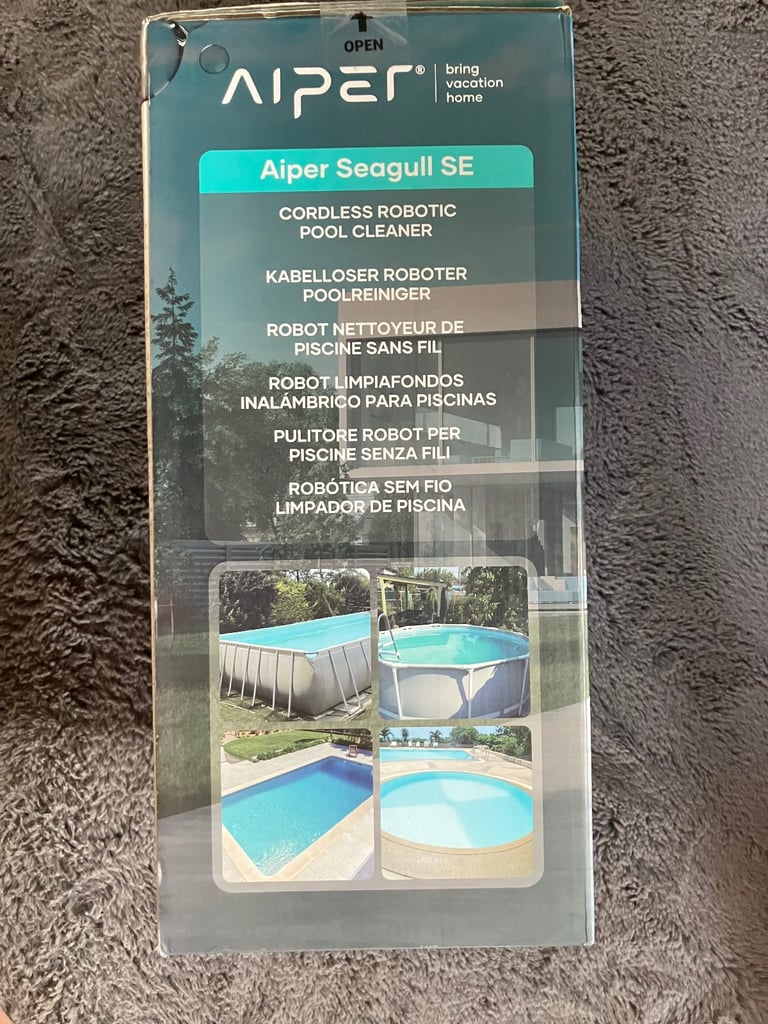 OPEN
AIPER®
bring
vacation
home
Aiper Seagull SE
CORDLESS ROBOTIC
POOL CLEANER
KABELLOSER ROBOTER
POOLREINIGER
ROBOT NETTOYEUR DE
PISCINE SANS FIL
ROBOT LIMPIAFONDOS
INALÁMBRICO PARA PISCINAS
PULITORE ROBOT PER
PISCINE SENZA FILI
ROBÓTICA SEM FIO
LIMPADOR DE PISCINA